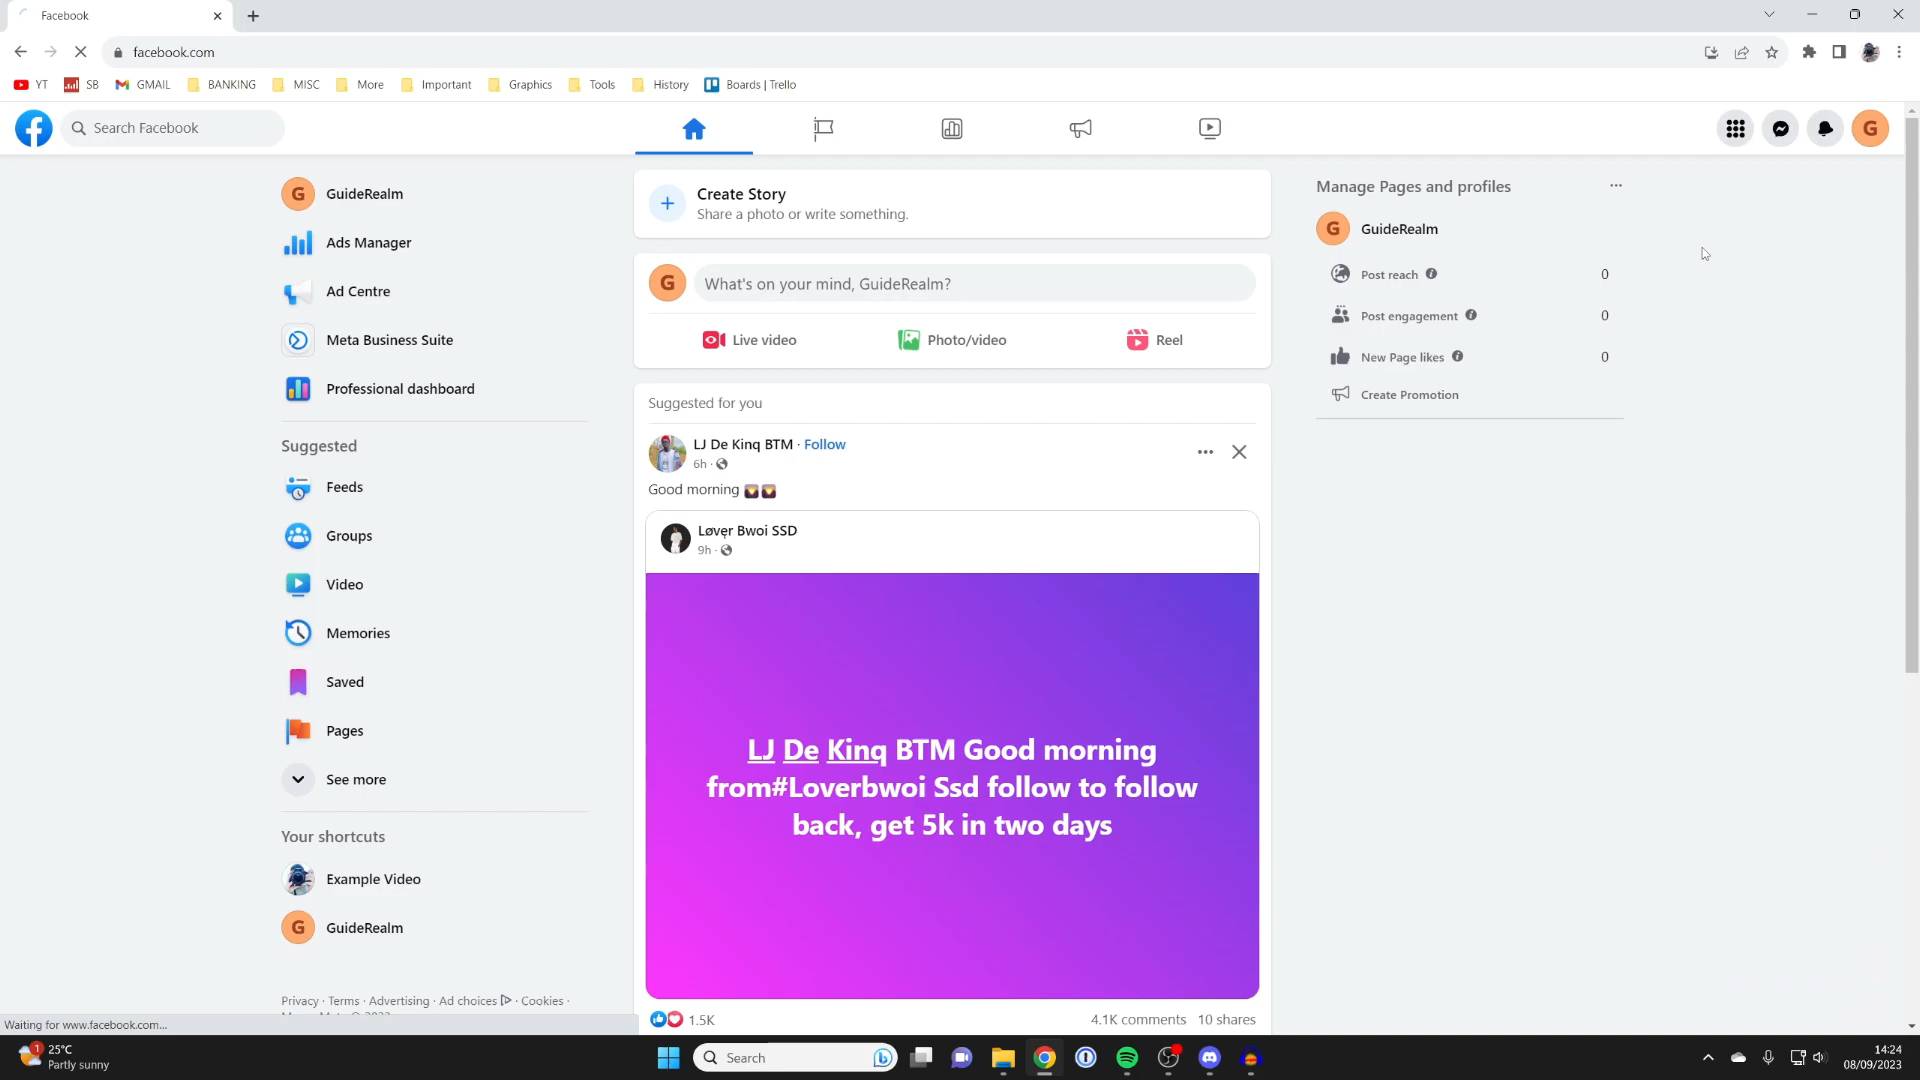 Facebook
facebook.com
YT
SB
GMAIL
BANKING
MISC
More
Important
Graphics
Tools
History
Boards | Trello
Search Facebook
G
G
GuideRealm
Ads Manager
Ad Centre
Meta Business Suite
Professional dashboard
Suggested
Feeds
Groups
Video
Memories
Saved
Pages
See more
Your shortcuts
Example Video
G
GuideRealm
Privacy · Terms · Advertising · Ad choices · Cookies ·
Waiting for www.facebook.com...
Create Story
Share a photo or write something.
G
What's on your mind, GuideRealm?
Live video
Photo/video
Reel
Suggested for you
LJ De Kinq BTM · Follow
6h ·
Good morning
Løvẹr Bwoi SSD
9h ·
LJ De Kinq BTM Good morning
from#Loverbwoi Ssd follow to follow
back, get 5k in two days
1.5K
4.1K comments
10 shares
Manage Pages and profiles
G
GuideRealm
Post reach
0
Post engagement
0
New Page likes
0
Create Promotion
1
25°C
Partly sunny
Search
14:24
08/09/2023